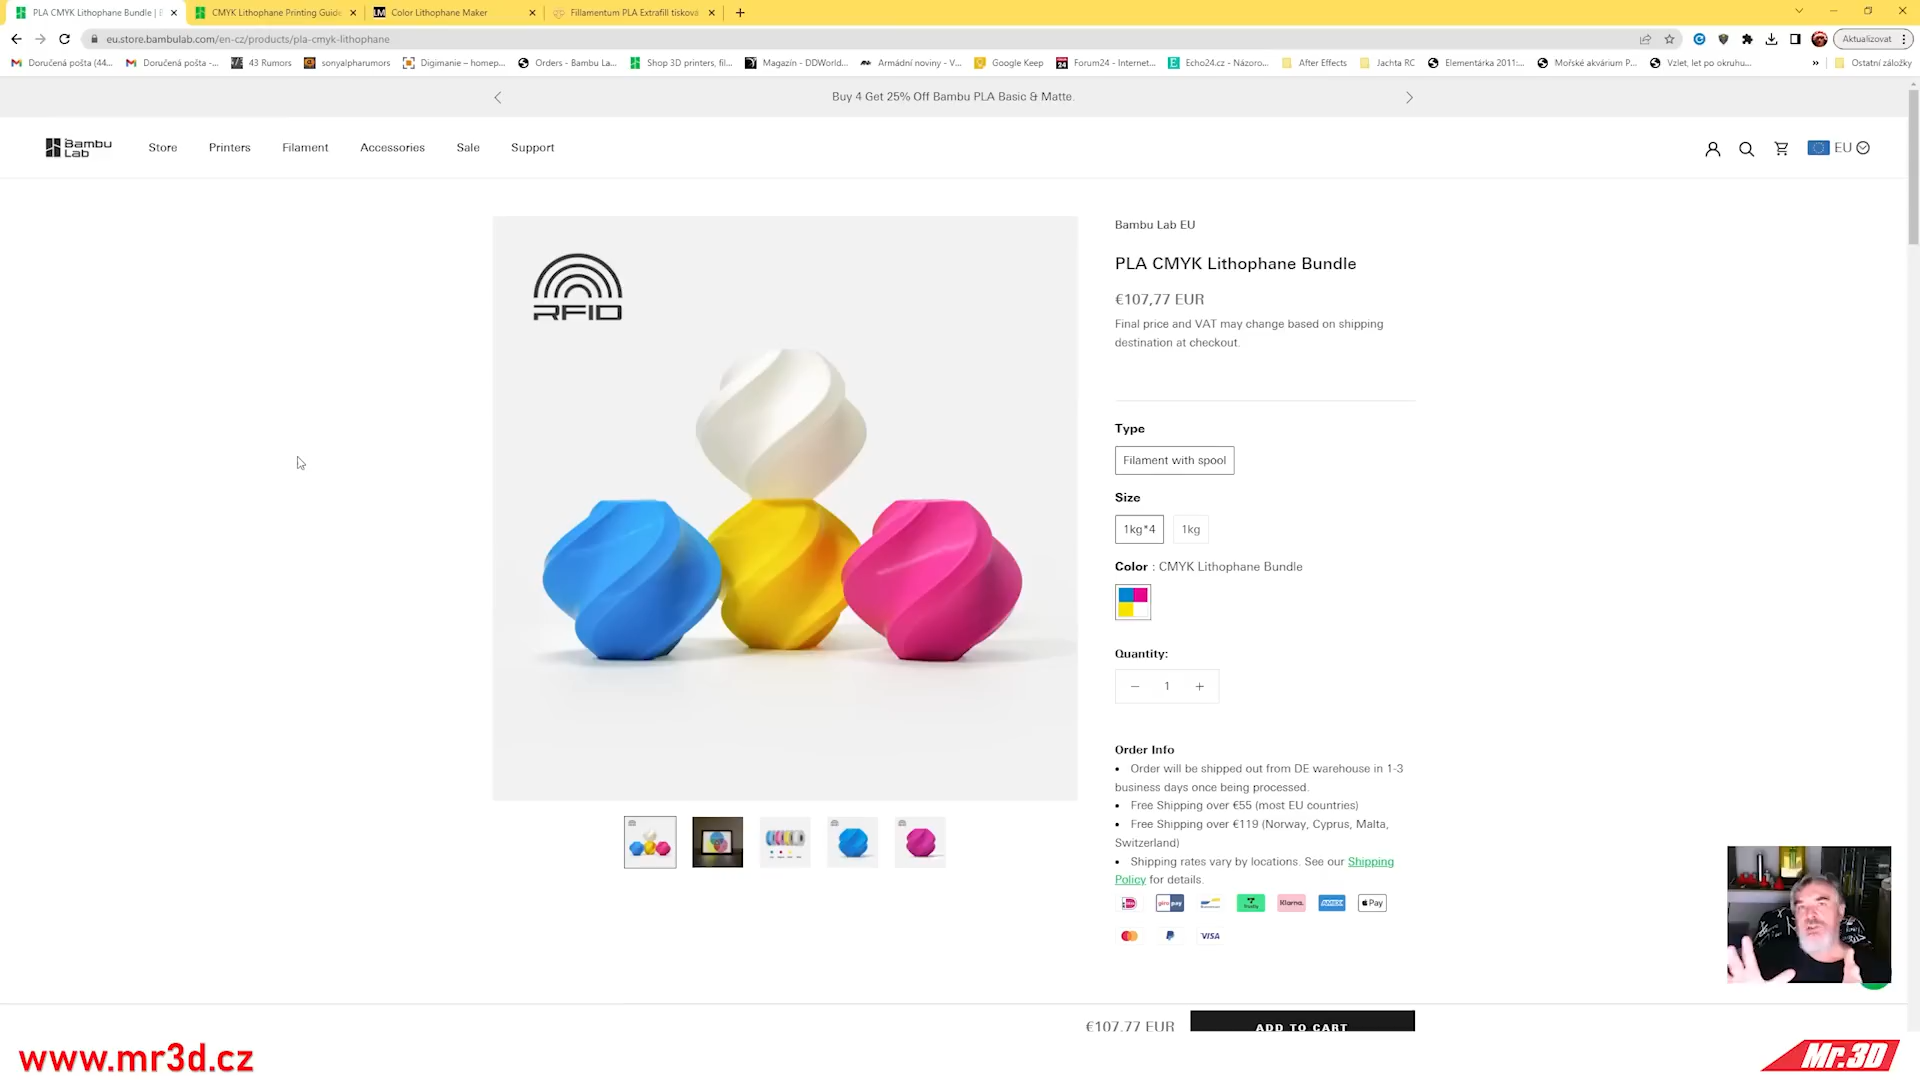 PLA CMYK Lithophane Bundle |
CMYK Lithophane Printing Guide
LM Color Lithophane Maker
Fillamentum PLA Extrafill tisková
eu.store.bambulab.com/en-cz/products/pla-cmyk-lithophane
Aktualizovat
Doručená pošta (44...
Doručená pošta -...
43 Rumors
sonyalpharumors
Digimanie – homep...
Orders - Bambu La...
Shop 3D printers, fil...
Magazín - DDWorld...
Armádní noviny - V...
Google Keep
Forum24 - Internet...
Echo24.cz - Názoro...
After Effects
Jachta RC
Elementárka 2011:...
Mořské akvárium P...
Vzlet, let po okruhu...
»
Ostatní záložky
Buy 4 Get 25% Off Bambu PLA Basic & Matte.
Bambu Lab
Store
Printers
Filament
Accessories
Sale
Support
EU
RFID
Bambu Lab EU
PLA CMYK Lithophane Bundle
€107,77 EUR
Final price and VAT may change based on shipping
destination at checkout.
Type
Filament with spool
Size
1kg*4
1kg
Color : CMYK Lithophane Bundle
Quantity:
− 1 +
Order Info
• Order will be shipped out from DE warehouse in 1-3
business days once being processed.
• Free Shipping over €55 (most EU countries)
• Free Shipping over €119 (Norway, Cyprus, Malta,
Switzerland)
• Shipping rates vary by locations. See our Shipping
Policy for details.
giropay
Klarna.
AMEX
Pay
VISA
€107,77 EUR
ADD TO CART
www.mr3d.cz
Mr.3D